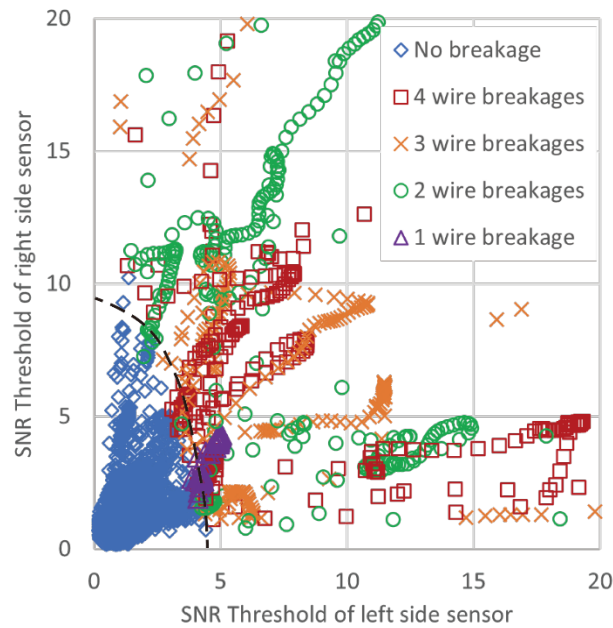 20
15
10
5
0
SNR Threshold of right side sensor
No breakage
4 wire breakages
3 wire breakages
2 wire breakages
1 wire breakage
0
5
10
15
20
SNR Threshold of left side sensor